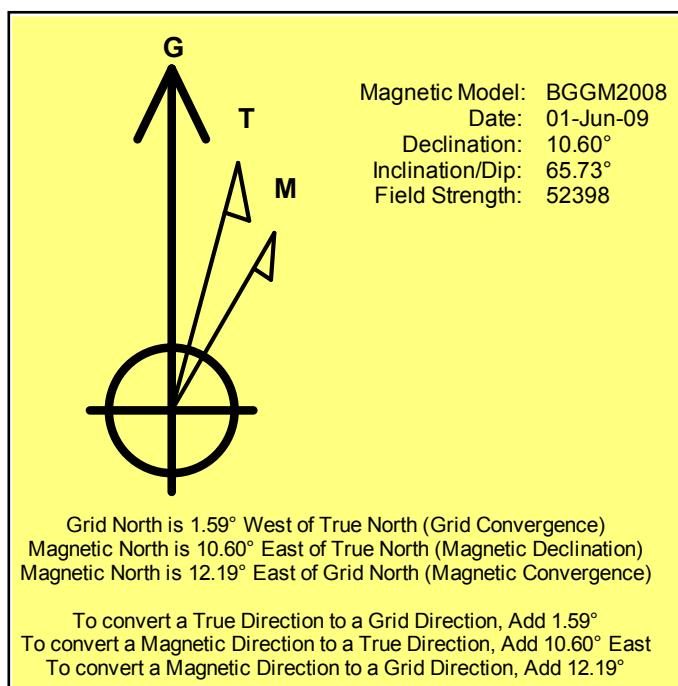 G
T
M
Magnetic Model: BGGM2008
Date: 01-Jun-09
Declination: 10.60°
Inclination/Dip: 65.73°
Field Strength: 52398
Grid North is 1.59° West of True North (Grid Convergence)
Magnetic North is 10.60° East of True North (Magnetic Declination)
Magnetic North is 12.19° East of Grid North (Magnetic Convergence)
To convert a True Direction to a Grid Direction, Add 1.59°
To convert a Magnetic Direction to a True Direction, Add 10.60° East
To convert a Magnetic Direction to a Grid Direction, Add 12.19°